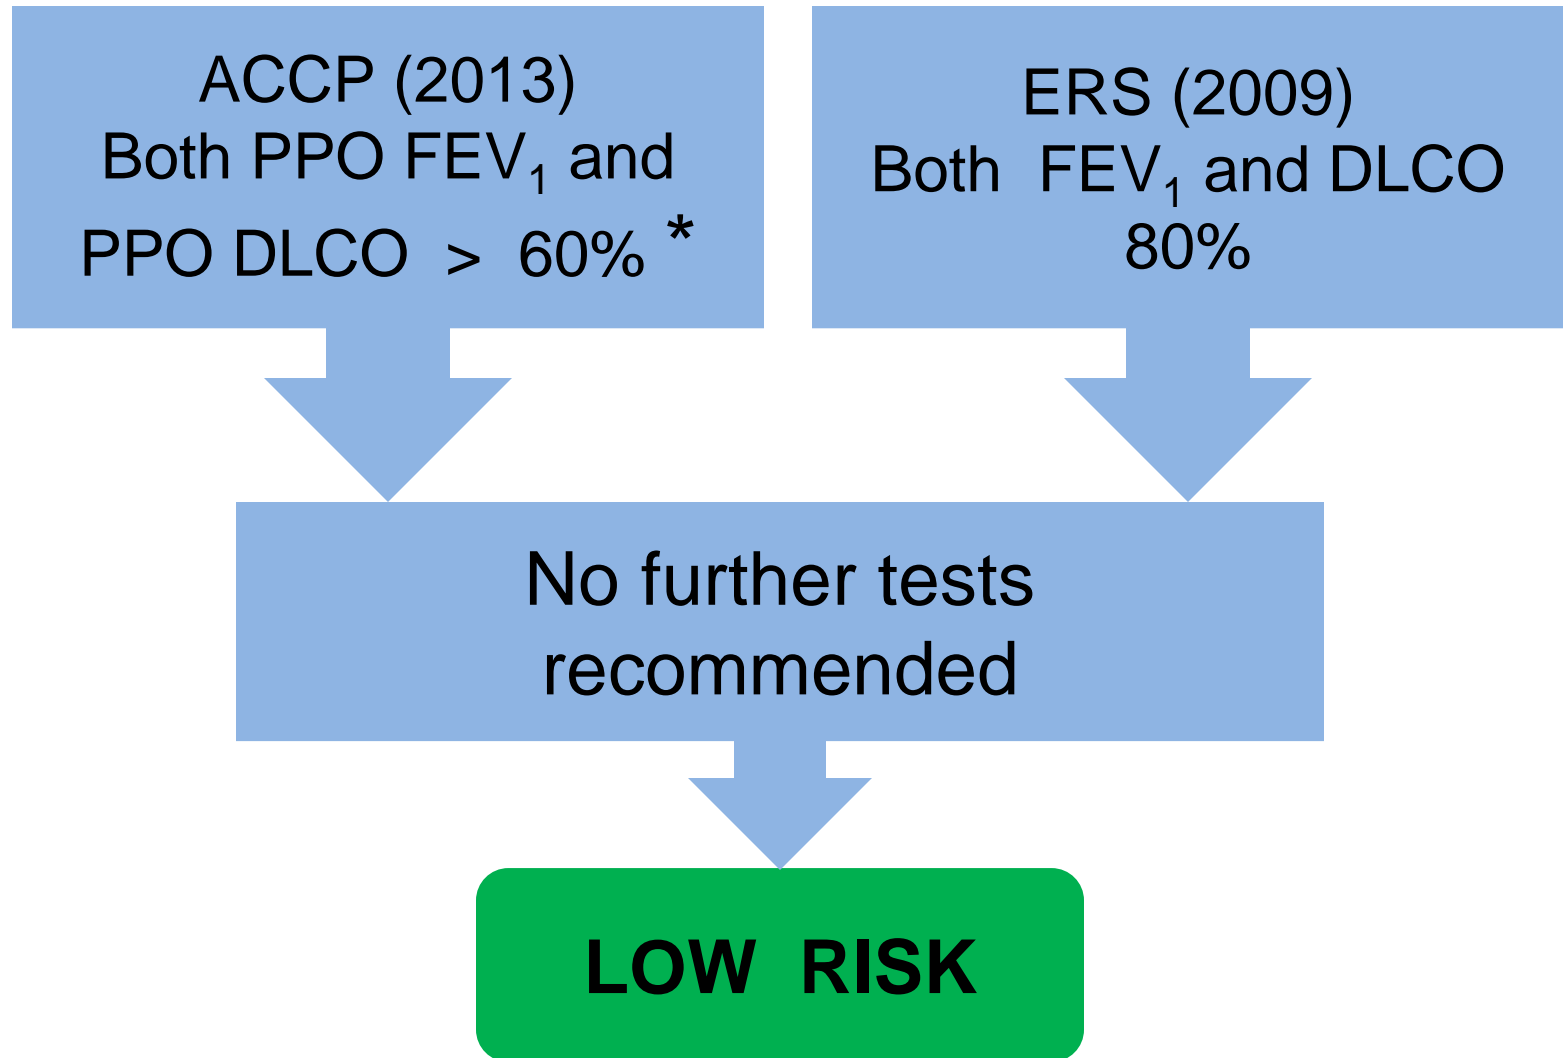 ACCP (2013)
Both PPO FEV₁ and
PPO DLCO > 60% *
ERS (2009)
Both FEV₁ and DLCO
80%
No further tests
recommended
LOW RISK